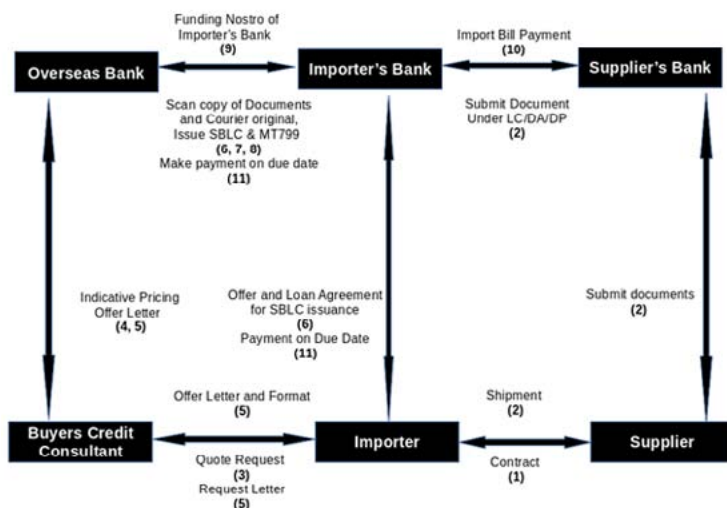 Funding Nostro of
Importer's Bank
(9)
Import Bill Payment
(10)
Overseas Bank
Importer's Bank
Supplier's Bank
Scan copy of Documents
and Courier original,
Issue SBLC & MT799
(6, 7, 8)
Make payment on due date
(11)
Submit Document
Under LC/DA/DP
(2)
Indicative Pricing
Offer Letter
(4, 5)
Offer and Loan Agreement
for SBLC issuance
(6)
Payment on Due Date
(11)
Submit documents
(2)
Offer Letter and Format
(5)
Shipment
(2)
Buyers Credit
Consultant
Importer
Supplier
Quote Request
(3)
Request Letter
(5)
Contract
(1)